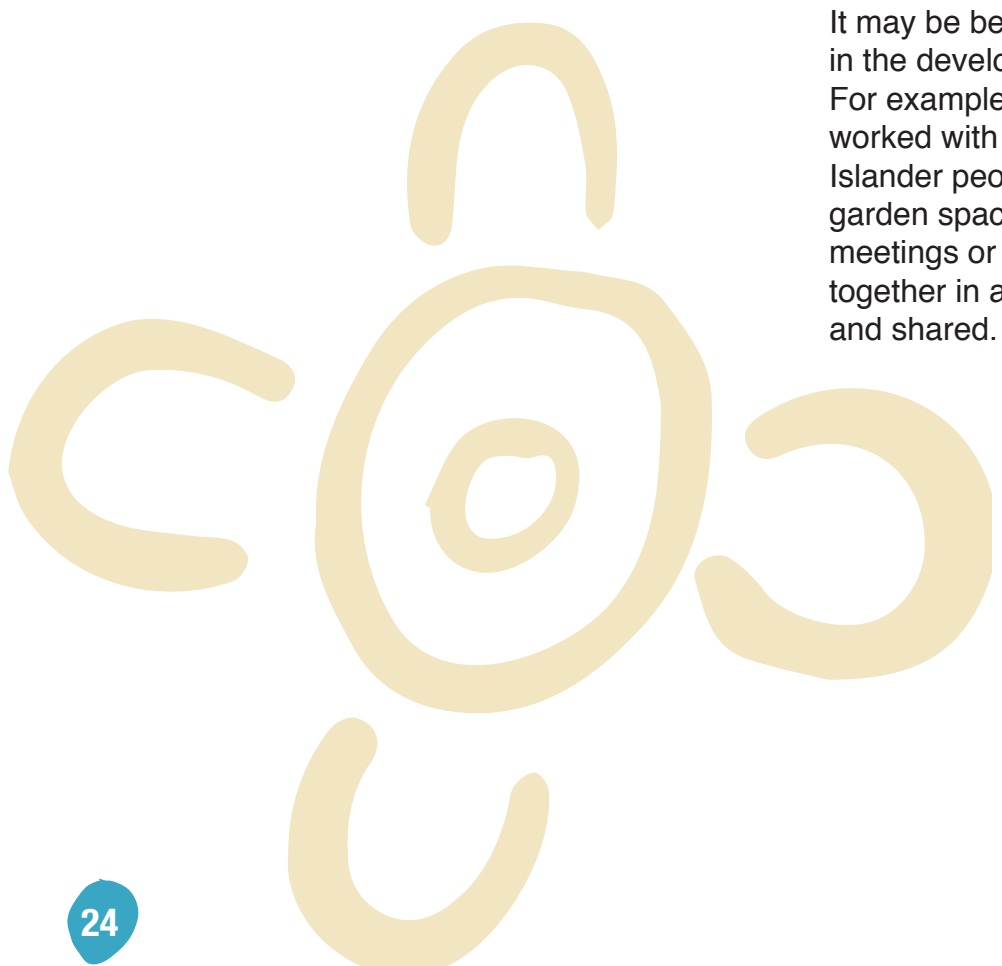 It may be be
in the develo
For example
worked with
Islander peo
garden spac
meetings or
together in a
and shared.
24